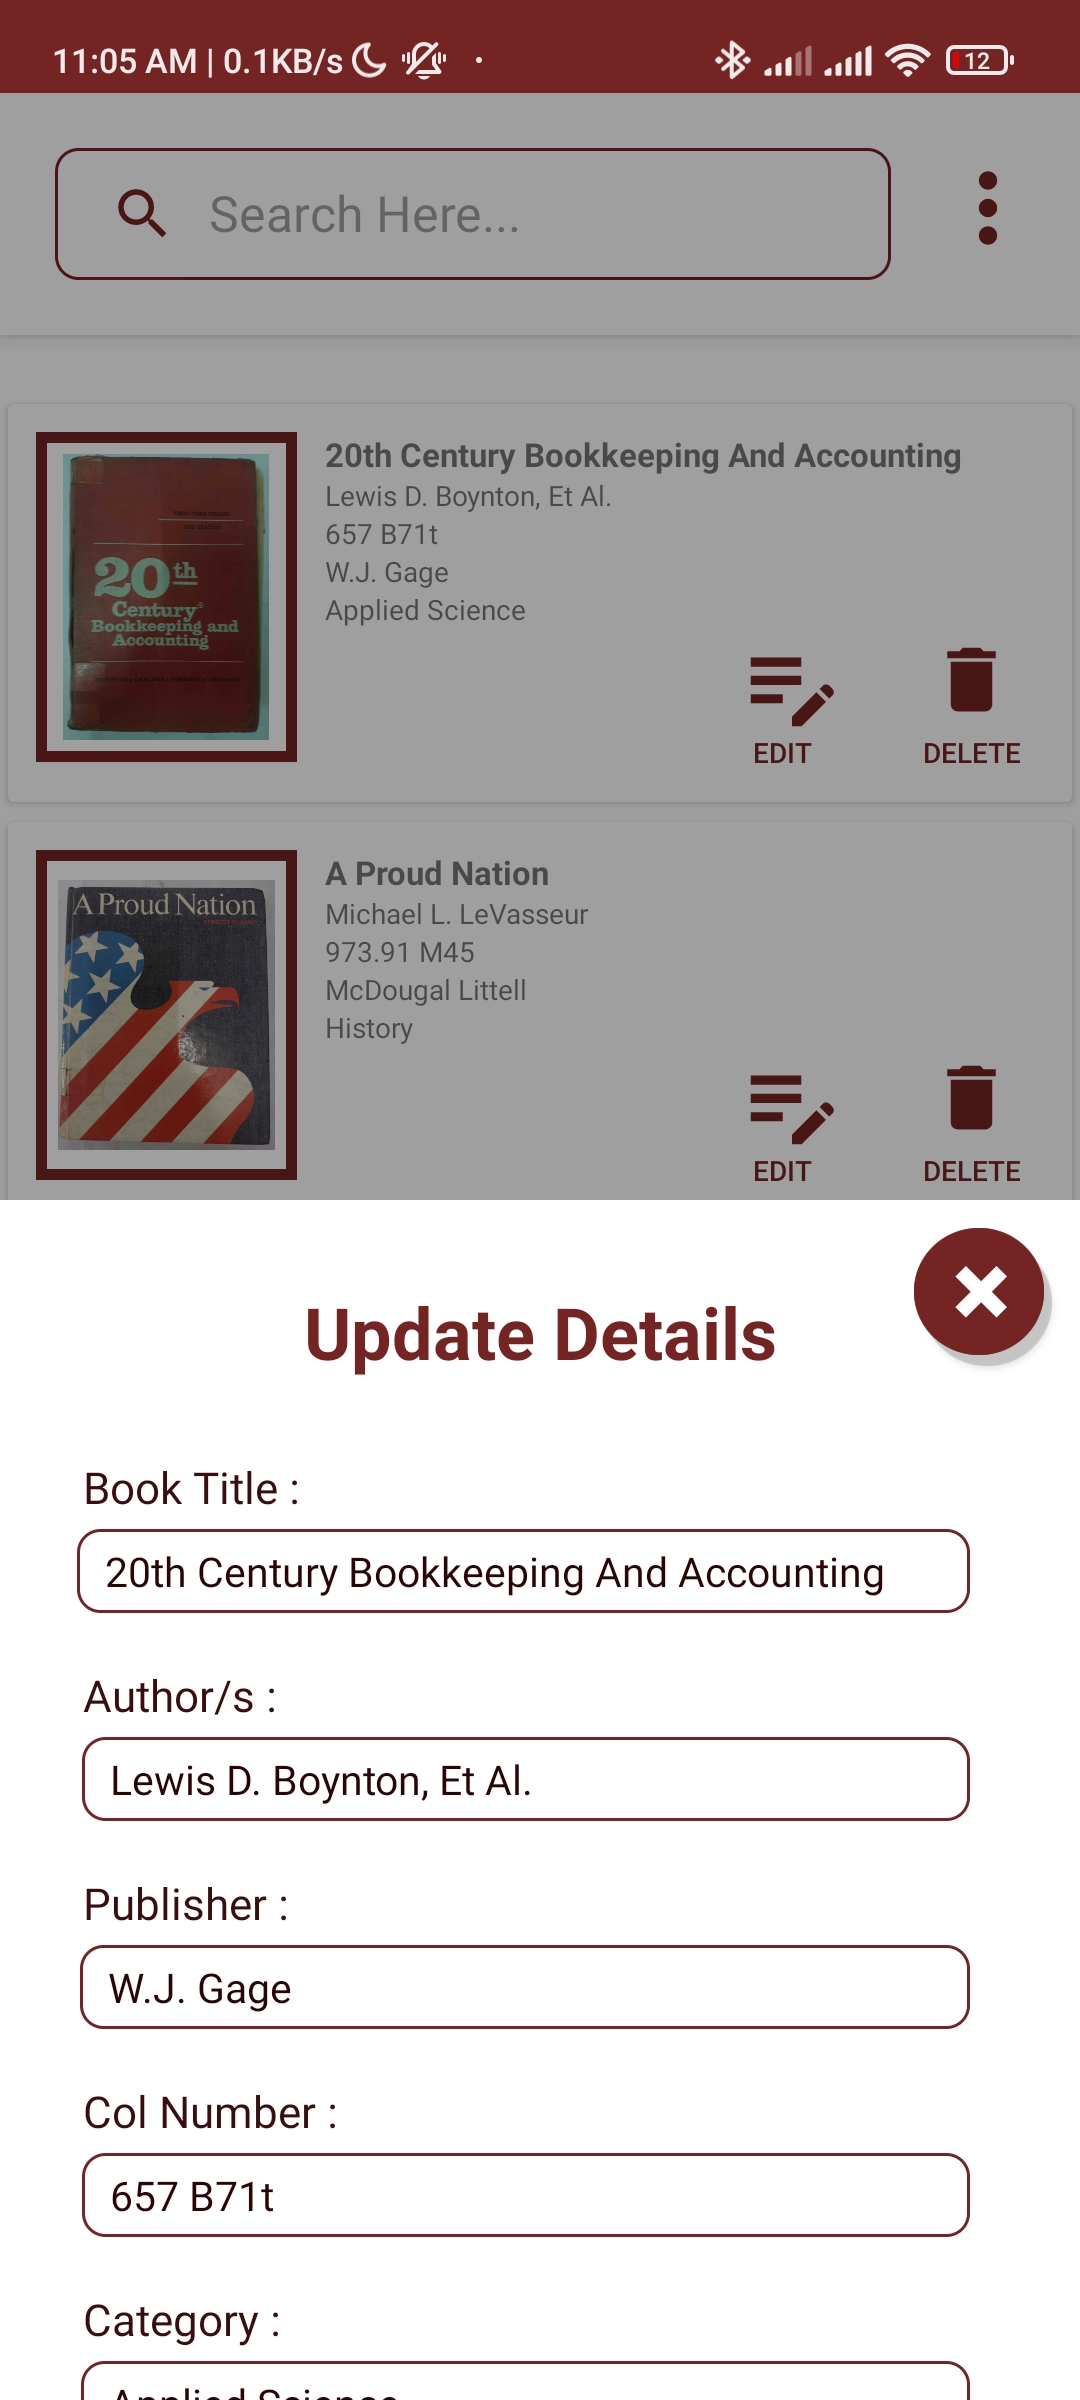 11:05 AM | 0.1KB/s
12
Search Here...
20th
Century
Bookkeeping and
Accounting
20th Century Bookkeeping And Accounting
Lewis D. Boynton, Et Al.
657 B71t
W.J. Gage
Applied Science
EDIT
DELETE
A Proud Nation
A Proud Nation
Michael L. LeVasseur
973.91 M45
McDougal Littell
History
EDIT
DELETE
Update Details
Book Title :
20th Century Bookkeeping And Accounting
Author/s :
Lewis D. Boynton, Et Al.
Publisher :
W.J. Gage
Col Number :
657 B71t
Category :
Applied Science